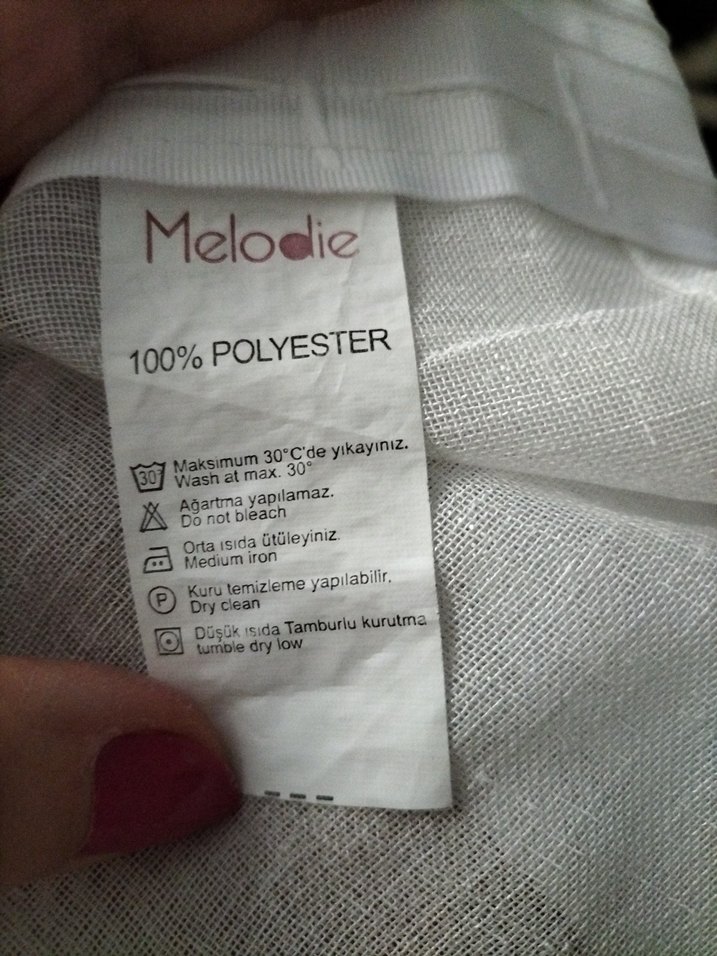 Melodie
100% POLYESTER
30°
Maksimum 30°C'de yıkayınız.
Wash at max. 30°
Ağartma yapılamaz.
Do not bleach
Orta ısıda ütüleyiniz.
Medium iron
P
Kuru temizleme yapılabilir.
Dry clean
Düşük ısıda Tamburlu kurutma
tumble dry low